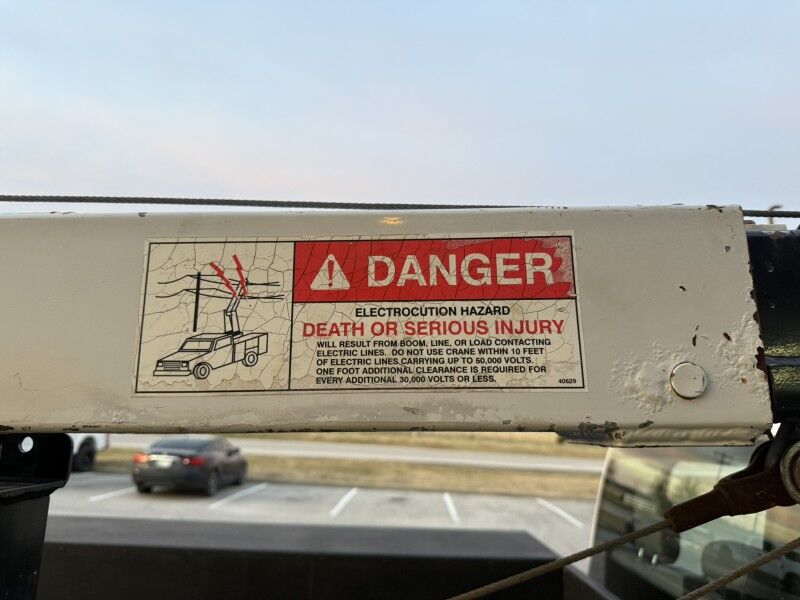 DANGER
ELECTROCUTION HAZARD
DEATH OR SERIOUS INJURY
WILL RESULT FROM BOOM, LINE, OR LOAD CONTACTING
ELECTRIC LINES. DO NOT USE CRANE WITHIN 10 FEET
OF ELECTRIC LINES CARRYING UP TO 50,000 VOLTS.
ONE FOOT ADDITIONAL CLEARANCE IS REQUIRED FOR
EVERY ADDITIONAL 30,000 VOLTS OR LESS.
40629